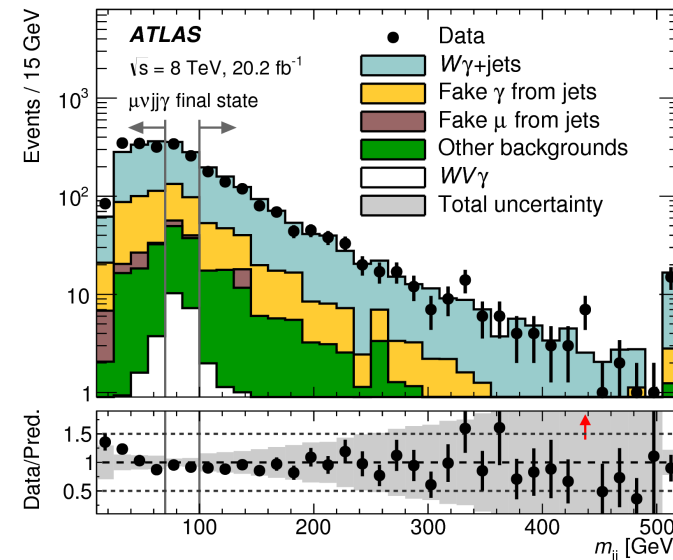 Events / 15 GeV
10³
10²
10
1
ATLAS
√s = 8 TeV, 20.2 fb⁻¹
μνjjγ final state
Data
Wγ+jets
Fake γ from jets
Fake μ from jets
Other backgrounds
WVγ
Total uncertainty
Data/Pred.
1.5
1
0.5
100 200 300 400 500
m_jj [GeV